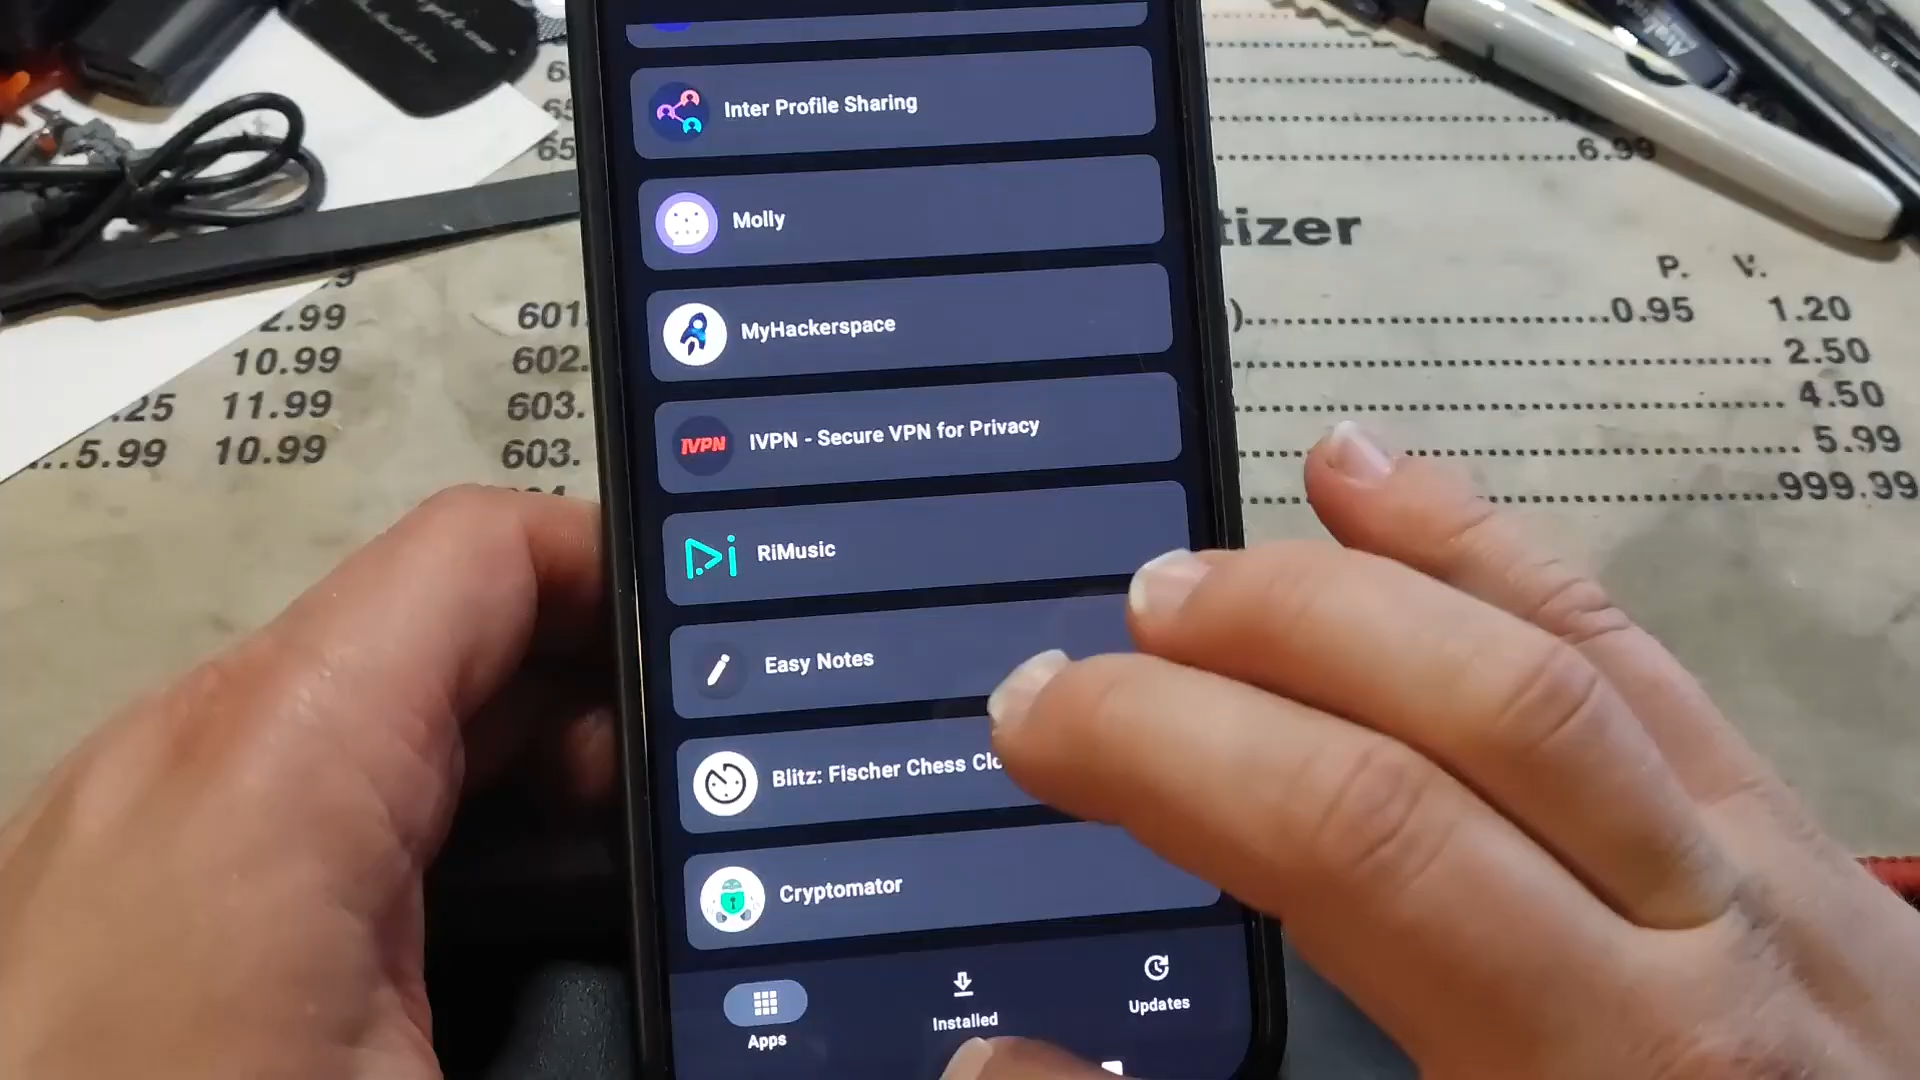 Inter Profile Sharing
Molly
MyHackerspace
IVPN
IVPN - Secure VPN for Privacy
RiMusic
Easy Notes
Blitz: Fischer Chess Clo
Cryptomator
Apps
Installed
Updates
2.99
10.99
.25 11.99
...5.99 10.99
601.
602.
603.
603.
6.99
tizer
P. V.
)....0.95 1.20
2.50
4.50
5.99
999.99